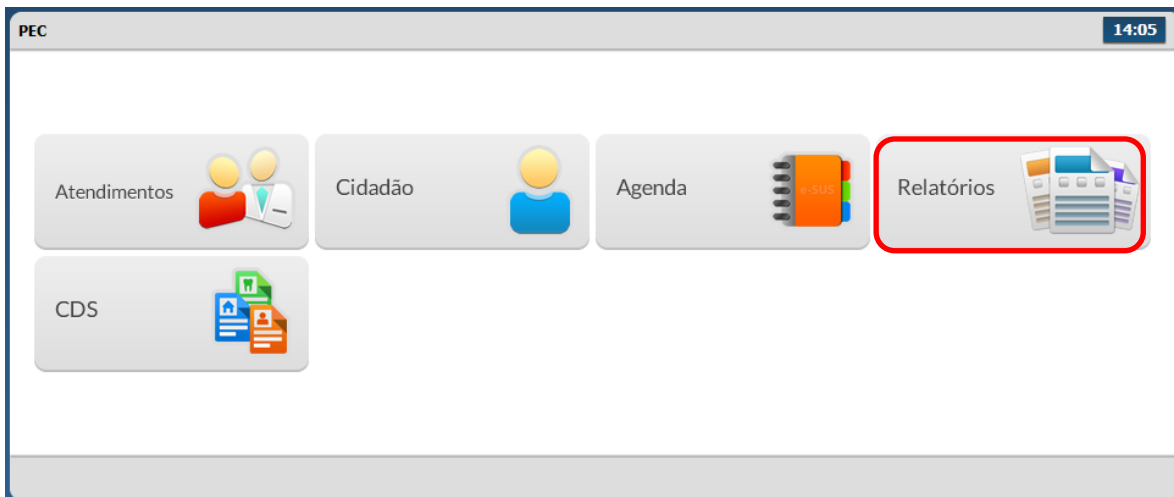 PEC
14:05
Atendimentos
Cidadão
Agenda
e-SUS
Relatórios
CDS